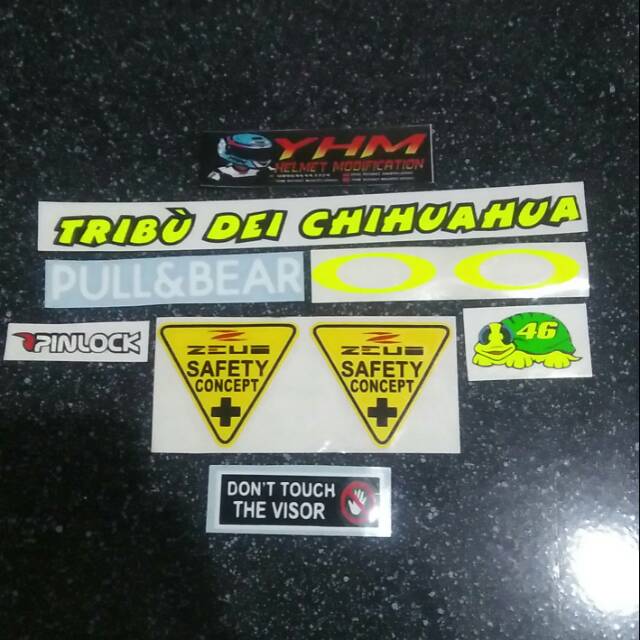 YHM
HELMET MODIFICATION
TRIBÙ DEI CHIHUAHUA
PULL&BEAR
PINLOCK
ZEUS
SAFETY
CONCEPT
ZEUS
SAFETY
CONCEPT
46
DON'T TOUCH
THE VISOR